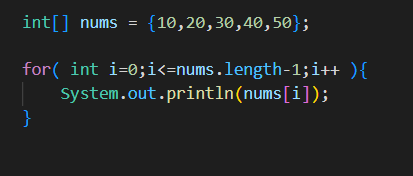 int[] nums = {10,20,30,40,50};
for( int i=0;i<=nums.length-1;i++ ){
    System.out.println(nums[i]);
}